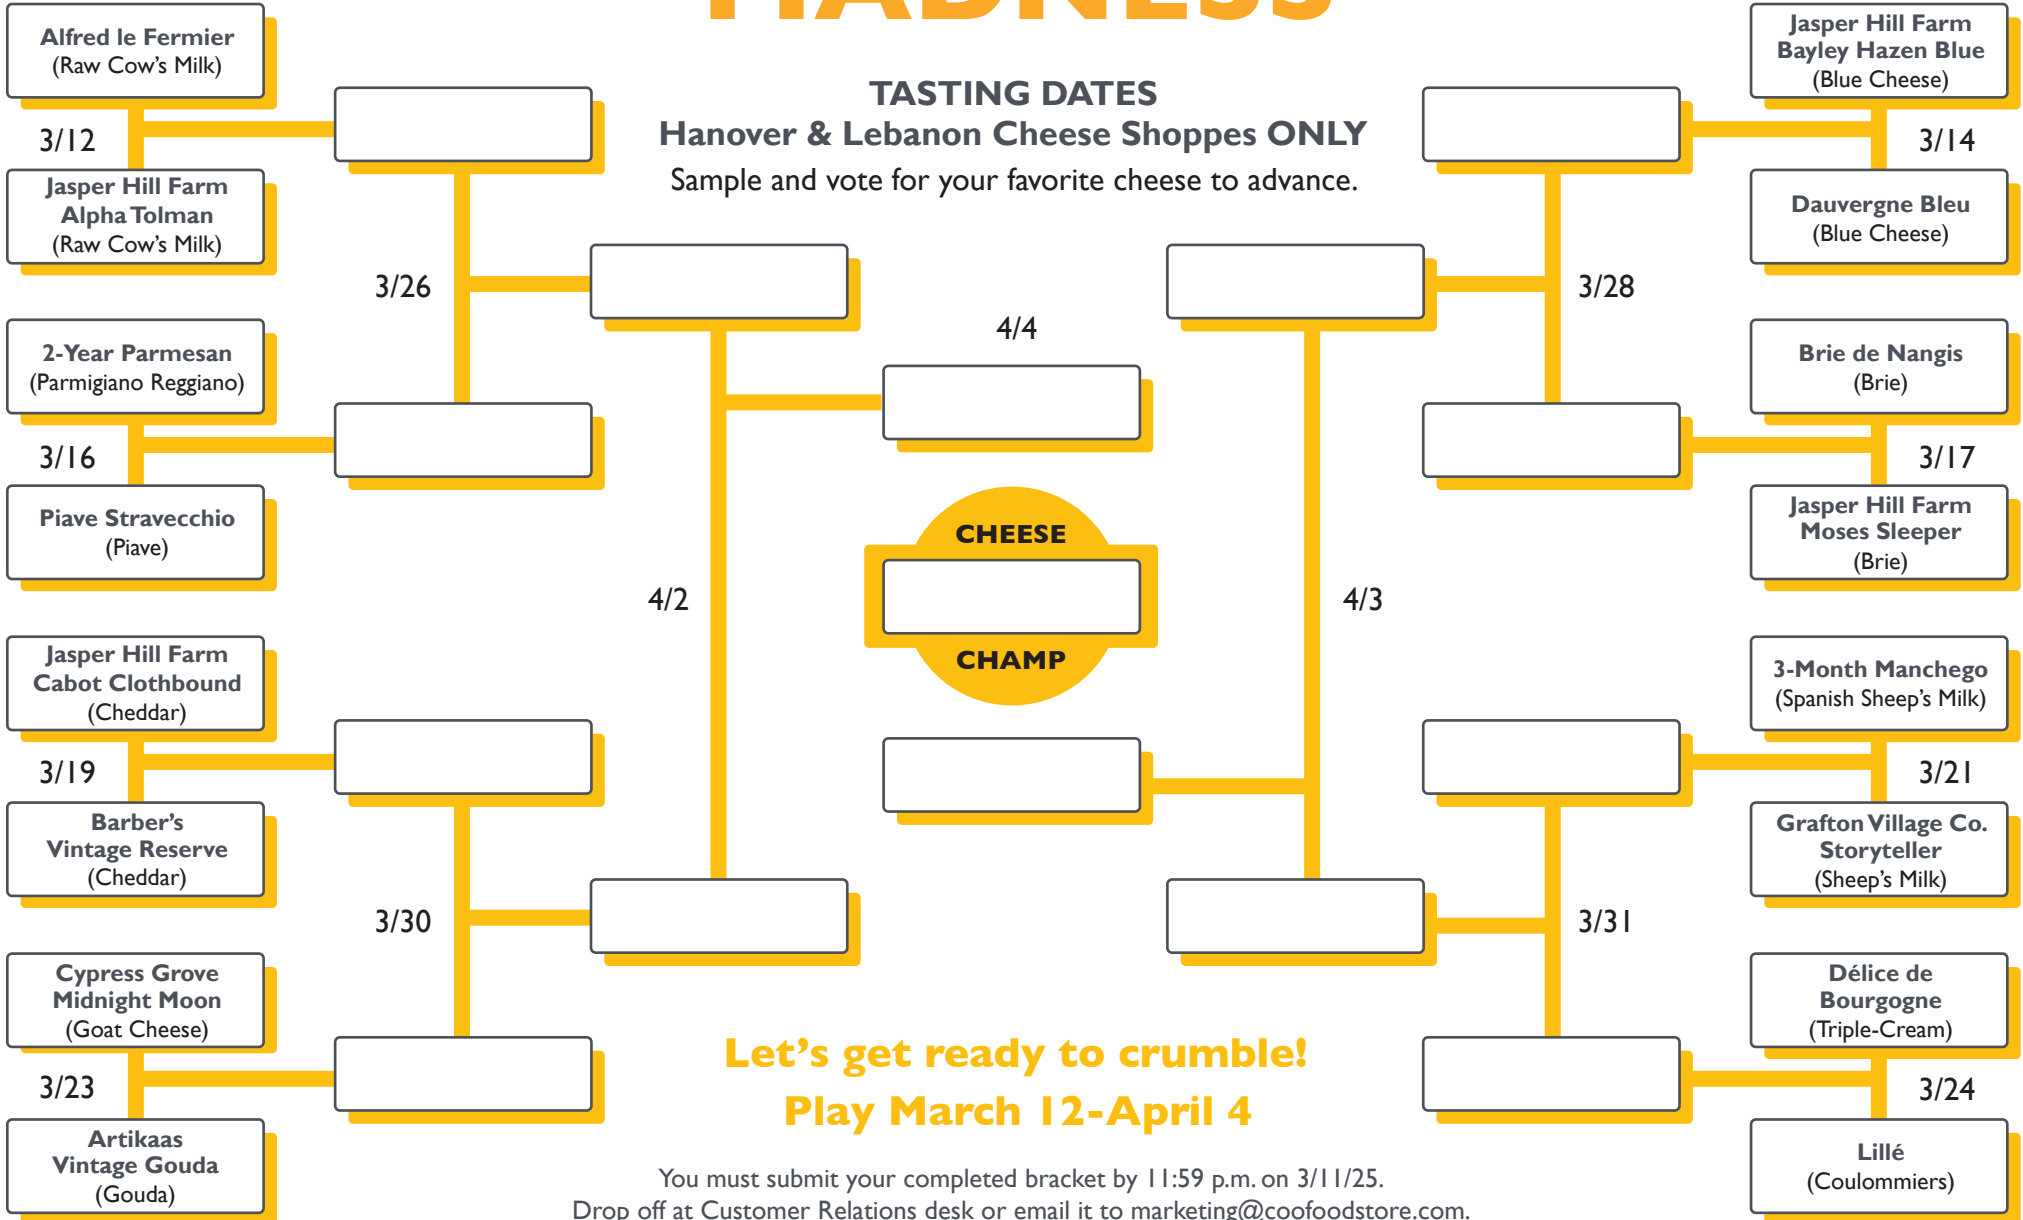 MADNESS
TASTING DATES
Hanover & Lebanon Cheese Shoppes ONLY
Sample and vote for your favorite cheese to advance.
Alfred le Fermier
(Raw Cow's Milk)
3/12
Jasper Hill Farm
Alpha Tolman
(Raw Cow's Milk)
3/26
2-Year Parmesan
(Parmigiano Reggiano)
3/16
Piave Stravecchio
(Piave)
4/2
Jasper Hill Farm
Cabot Clothbound
(Cheddar)
3/19
Barber's
Vintage Reserve
(Cheddar)
3/30
Cypress Grove
Midnight Moon
(Goat Cheese)
3/23
Artikaas
Vintage Gouda
(Gouda)
4/4
CHEESE
CHAMP
Jasper Hill Farm
Bayley Hazen Blue
(Blue Cheese)
3/14
Dauvergne Bleu
(Blue Cheese)
3/28
Brie de Nangis
(Brie)
3/17
Jasper Hill Farm
Moses Sleeper
(Brie)
4/3
3-Month Manchego
(Spanish Sheep's Milk)
3/21
Grafton Village Co.
Storyteller
(Sheep's Milk)
3/31
Délice de
Bourgogne
(Triple-Cream)
3/24
Lillé
(Coulommiers)
Let's get ready to crumble!
Play March 12-April 4
You must submit your completed bracket by 11:59 p.m. on 3/11/25.
Drop off at Customer Relations desk or email it to marketing@coofoodstore.com.